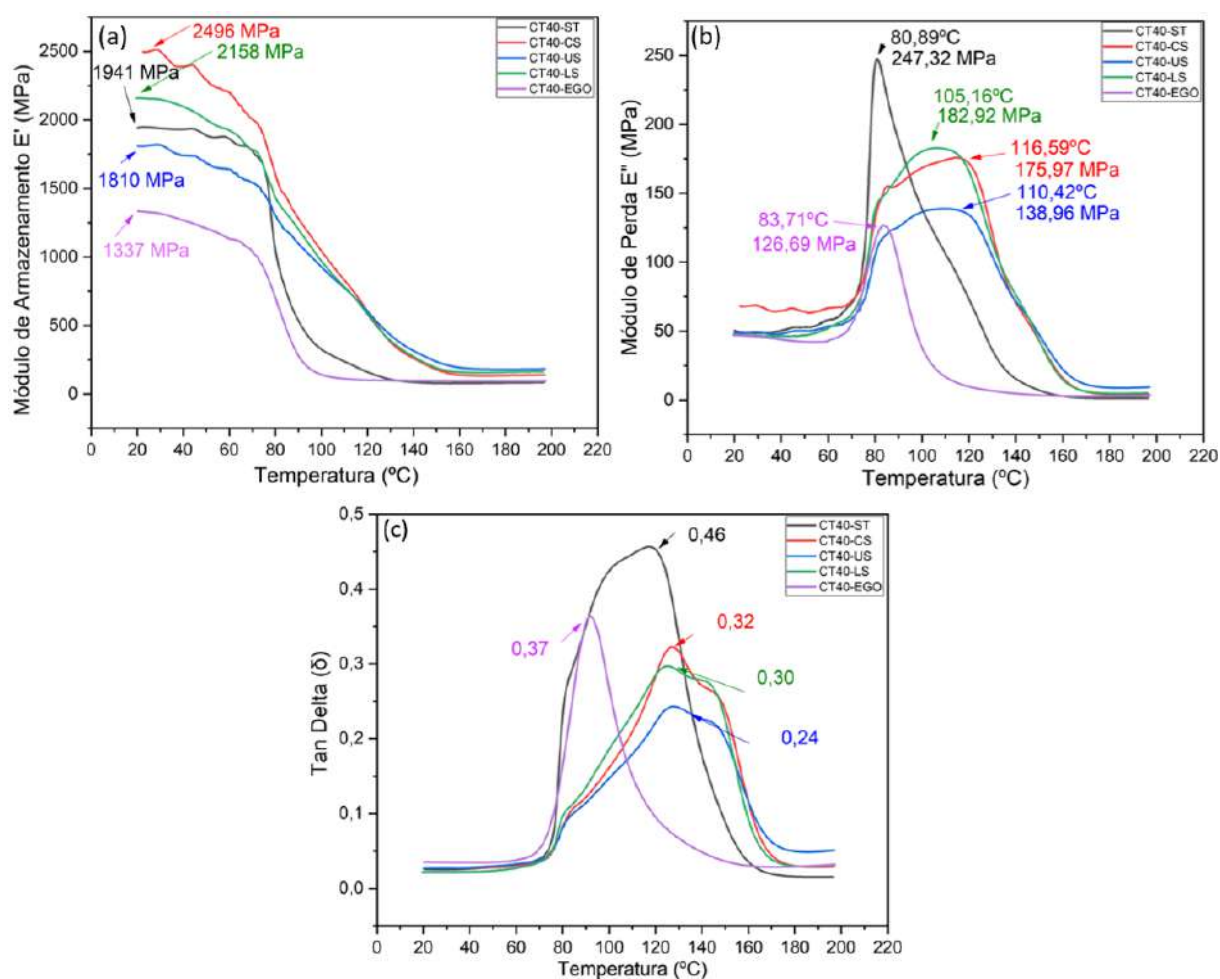 (a)
2496 MPa
2158 MPa
1941 MPa
1810 MPa
1337 MPa
CT40-ST
CT40-CS
CT40-US
CT40-LS
CT40-EGO
Módulo de Armazenamento E' (MPa)
2500
2000
1500
1000
500
0
0 20 40 60 80 100 120 140 160 180 200 220
Temperatura (ºC)
(b)
80,89ºC
247,32 MPa
105,16ºC
182,92 MPa
116,59ºC
175,97 MPa
110,42ºC
138,96 MPa
83,71ºC
126,69 MPa
CT40-ST
CT40-CS
CT40-US
CT40-LS
CT40-EGO
Módulo de Perda E" (MPa)
250
200
150
100
50
0
0 20 40 60 80 100 120 140 160 180 200 220
Temperatura (ºC)
(c)
0,46
0,37
0,32
0,30
0,24
CT40-ST
CT40-CS
CT40-US
CT40-LS
CT40-EGO
Tan Delta (δ)
0,5
0,4
0,3
0,2
0,1
0,0
0 20 40 60 80 100 120 140 160 180 200 220
Temperatura (ºC)